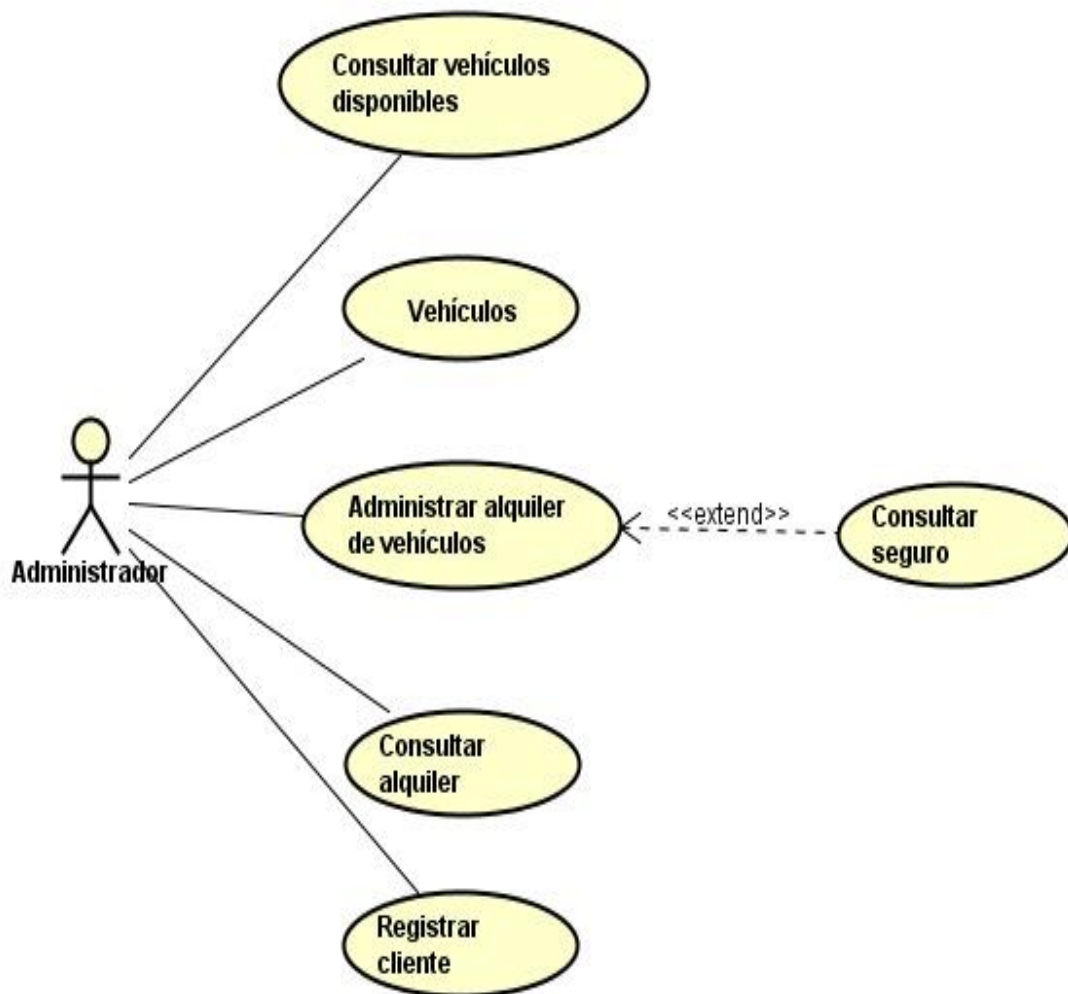 Consultar vehículos
disponibles
Vehículos
Administrar alquiler
de vehículos
<<extend>>
Consultar
seguro
Administrador
Consultar
alquiler
Registrar
cliente